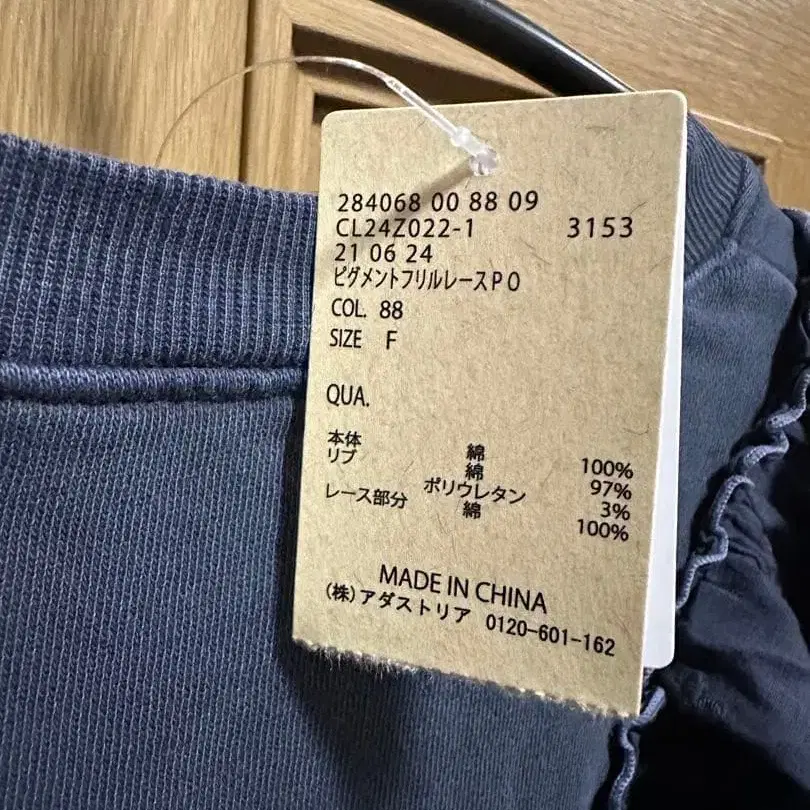 284068 00 88 09
CL24Z022-1 3153
21 06 24
ピグメントフリルレースPO
COL. 88
SIZE F
QUA.
本体 綿 100%
リブ 綿 97%
ポリウレタン 3%
レース部分 綿 100%
MADE IN CHINA
(株)アダストリア 0120-601-162